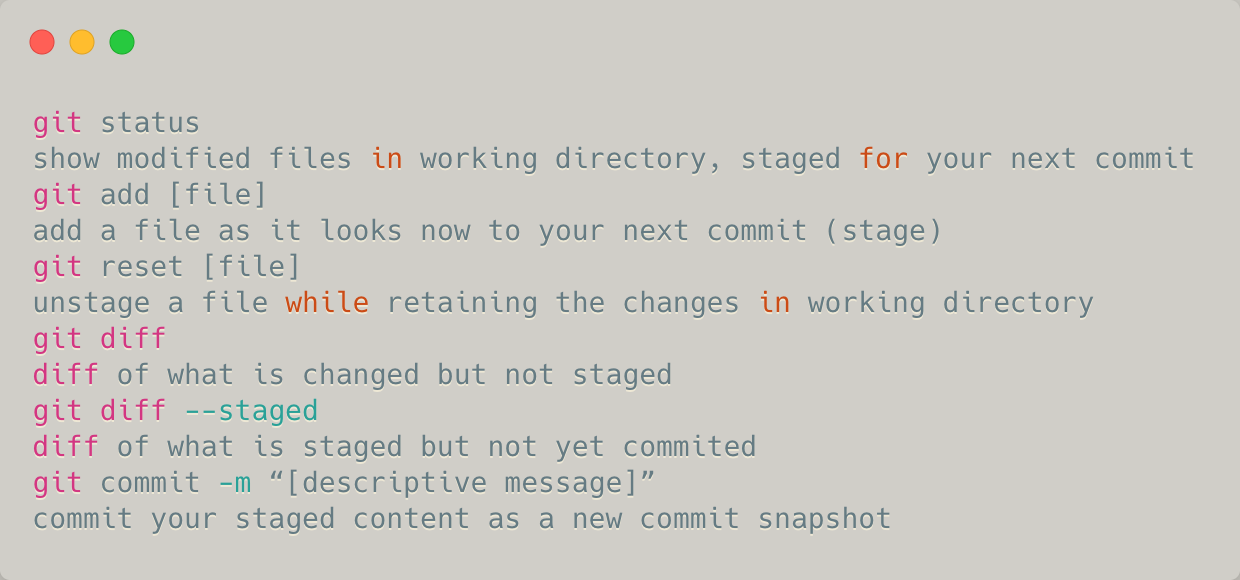 git status
show modified files in working directory, staged for your next commit
git add [file]
add a file as it looks now to your next commit (stage)
git reset [file]
unstage a file while retaining the changes in working directory
git diff
diff of what is changed but not staged
git diff --staged
diff of what is staged but not yet commited
git commit -m “[descriptive message]”
commit your staged content as a new commit snapshot